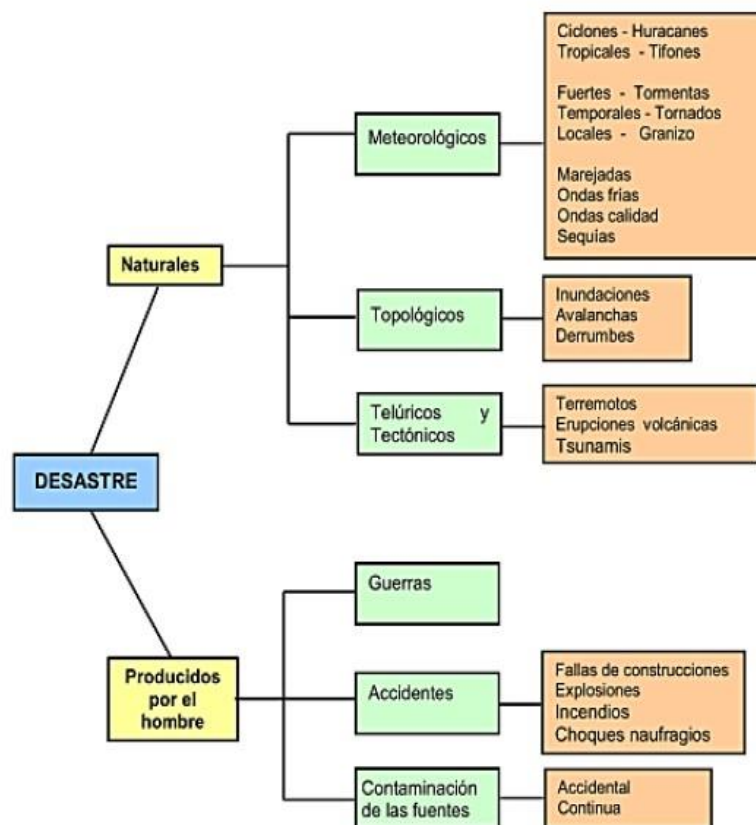 Ciclones - Huracanes
Tropicales - Tifones
Fuertes - Tormentas
Temporales - Tornados
Locales - Granizo
Marejadas
Ondas frias
Ondas calidad
Sequías
Meteorológicos
Naturales
Topológicos
Inundaciones
Avalanchas
Derrumbes
Telúricos y
Tectónicos
Terremotos
Erupciones volcánicas
Tsunamis
DESASTRE
Guerras
Producidos
por el
hombre
Accidentes
Fallas de construcciones
Explosiones
Incendios
Choques naufragios
Contaminación
de las fuentes
Accidental
Continua